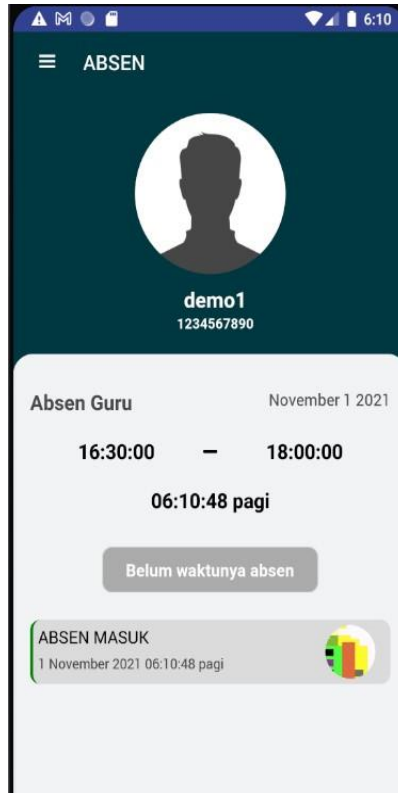 6:10
ABSEN
demo1
1234567890
Absen Guru November 1 2021
16:30:00 – 18:00:00
06:10:48 pagi
Belum waktunya absen
ABSEN MASUK
1 November 2021 06:10:48 pagi